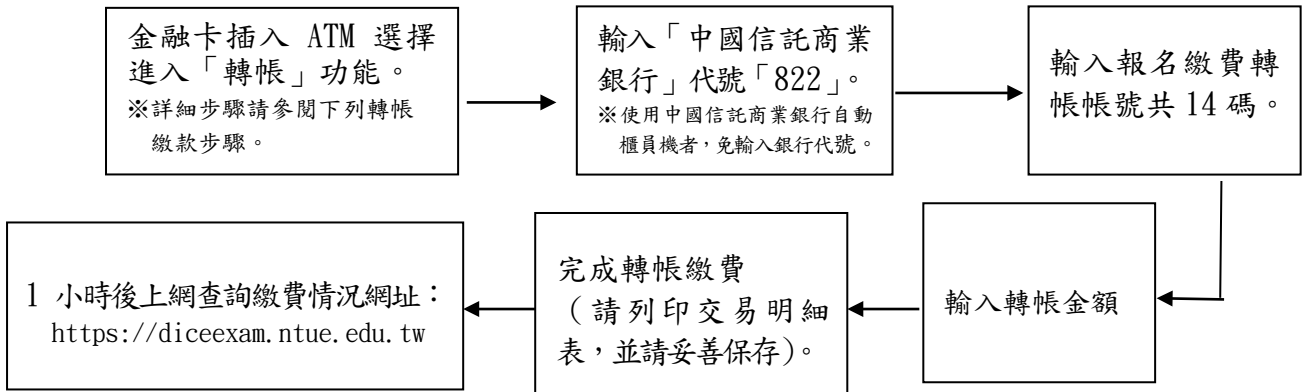 金融卡插入 ATM 選擇
進入「轉帳」功能。
※詳細步驟請參閱下列轉帳
繳款步驟。
輸入「中國信託商業
銀行」代號「822」。
※使用中國信託商業銀行自動
櫃員機者，免輸入銀行代號。
輸入報名繳費轉
帳帳號共 14 碼。
輸入轉帳金額
完成轉帳繳費
（請列印交易明細
表，並請妥善保存）。
1 小時後上網查詢繳費情況網址：
https://diceexam.ntue.edu.tw